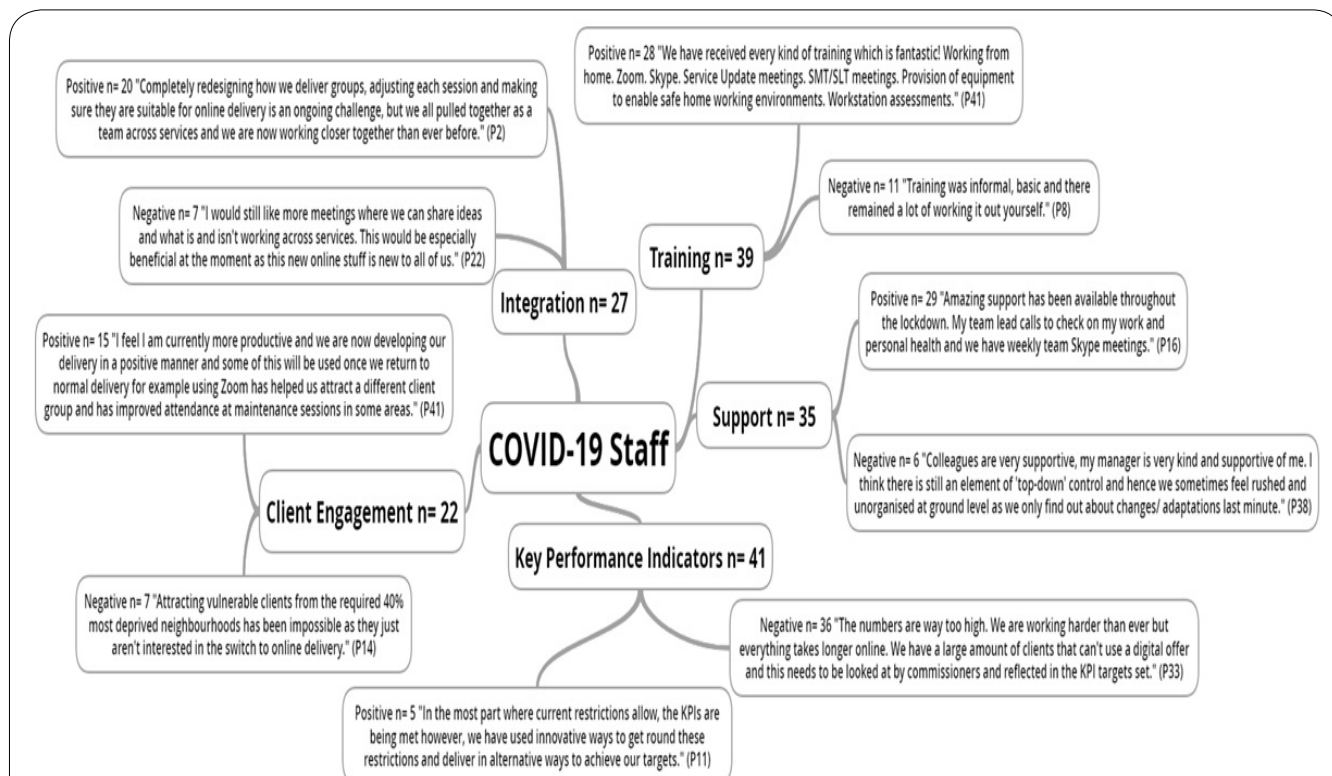 Positive n= 20 "Completely redesigning how we deliver groups, adjusting each session and making
sure they are suitable for online delivery is an ongoing challenge, but we all pulled together as a
team across services and we are now working closer together than ever before." (P2)
Negative n= 7 "I would still like more meetings where we can share ideas
and what is and isn't working across services. This would be especially
beneficial at the moment as this new online stuff is new to all of us." (P22)
Integration n= 27
Positive n= 28 "We have received every kind of training which is fantastic! Working from
home. Zoom. Skype. Service Update meetings. SMT/SLT meetings. Provision of equipment
to enable safe home working environments. Workstation assessments." (P41)
Negative n= 11 "Training was informal, basic and there
remained a lot of working it out yourself." (P8)
Training n= 39
Positive n= 29 "Amazing support has been available throughout
the lockdown. My team lead calls to check on my work and
personal health and we have weekly team Skype meetings." (P16)
Support n= 35
Negative n= 6 "Colleagues are very supportive, my manager is very kind and supportive of me. I
think there is still an element of 'top-down' control and hence we sometimes feel rushed and
unorganised at ground level as we only find out about changes/ adaptations last minute." (P38)
COVID-19 Staff
Positive n= 15 "I feel I am currently more productive and we are now developing our
delivery in a positive manner and some of this will be used once we return to
normal delivery for example using Zoom has helped us attract a different client
group and has improved attendance at maintenance sessions in some areas." (P41)
Client Engagement n= 22
Negative n= 7 "Attracting vulnerable clients from the required 40%
most deprived neighbourhoods has been impossible as they just
aren't interested in the switch to online delivery." (P14)
Key Performance Indicators n= 41
Negative n= 36 "The numbers are way too high. We are working harder than ever but
everything takes longer online. We have a large amount of clients that can't use a digital offer
and this needs to be looked at by commissioners and reflected in the KPI targets set." (P33)
Positive n= 5 "In the most part where current restrictions allow, the KPIs are
being met however, we have used innovative ways to get round these
restrictions and deliver in alternative ways to achieve our targets." (P11)